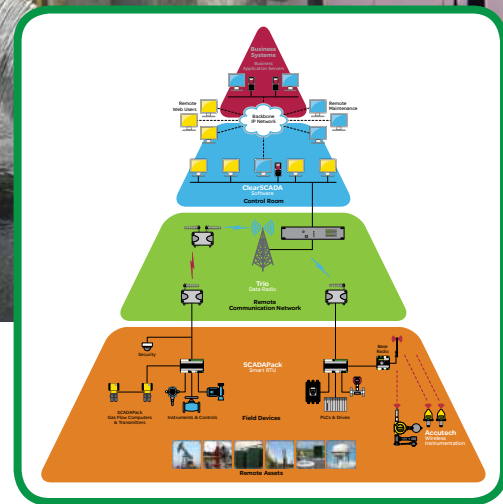 Business
Systems
Business
Application Servers
Remote
Web Users
Remote
Maintenance
Backbone
IP Network
ClearSCADA
Software
Control Room
Trio
Data Radio
Remote
Communication Network
Security
SCADAPack
Smart RTU
Base
Radio
SCADAPack
Gas Flow Computers
& Transmitters
Instruments & Controls
Field Devices
PLCs & Drives
Accutech
Wireless
Instrumentation
Remote Assets